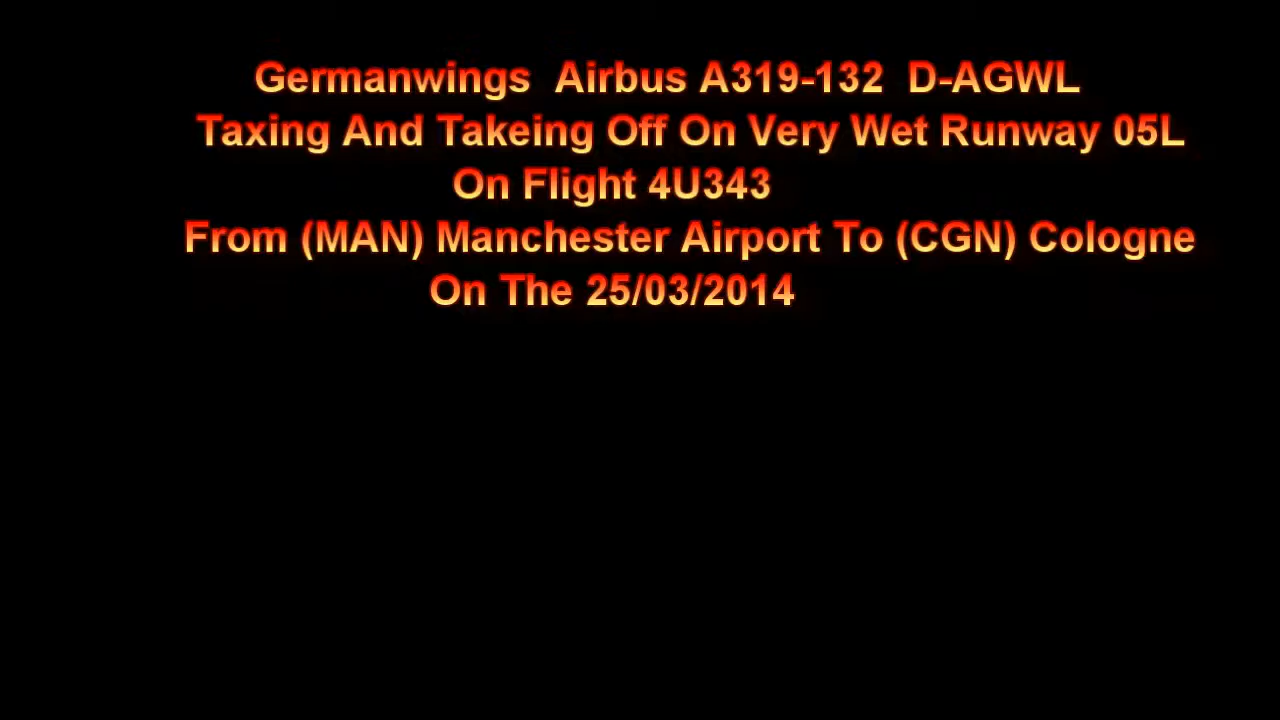 Germanwings  Airbus A319-132  D-AGWL
Taxing And Takeing Off On Very Wet Runway 05L
On Flight 4U343
From (MAN) Manchester Airport To (CGN) Cologne
On The 25/03/2014